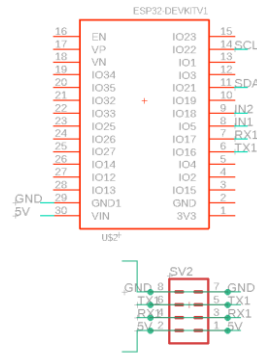 ESP32-DEVKITV1
16 EN IO23 15
17 VP IO22 14 SCL
18 VN IO1 13
19 IO34 IO3 12
20 IO35 IO21 11 SDA
21 IO32 IO19 10
22 IO33 IO18 9 IN2
23 IO25 IO5 8 IN1
24 IO26 IO17 7 RX1
25 IO27 IO16 6 TX1
26 IO14 IO4 5
27 IO12 IO2 4
28 IO13 IO15 3
GND 29 GND1 GND 2
5V 30 VIN 3V3 1
U$2
SV2
GND 8 7 GND
TX1 6 5 TX1
RX1 4 3 RX1
5V 2 1 5V